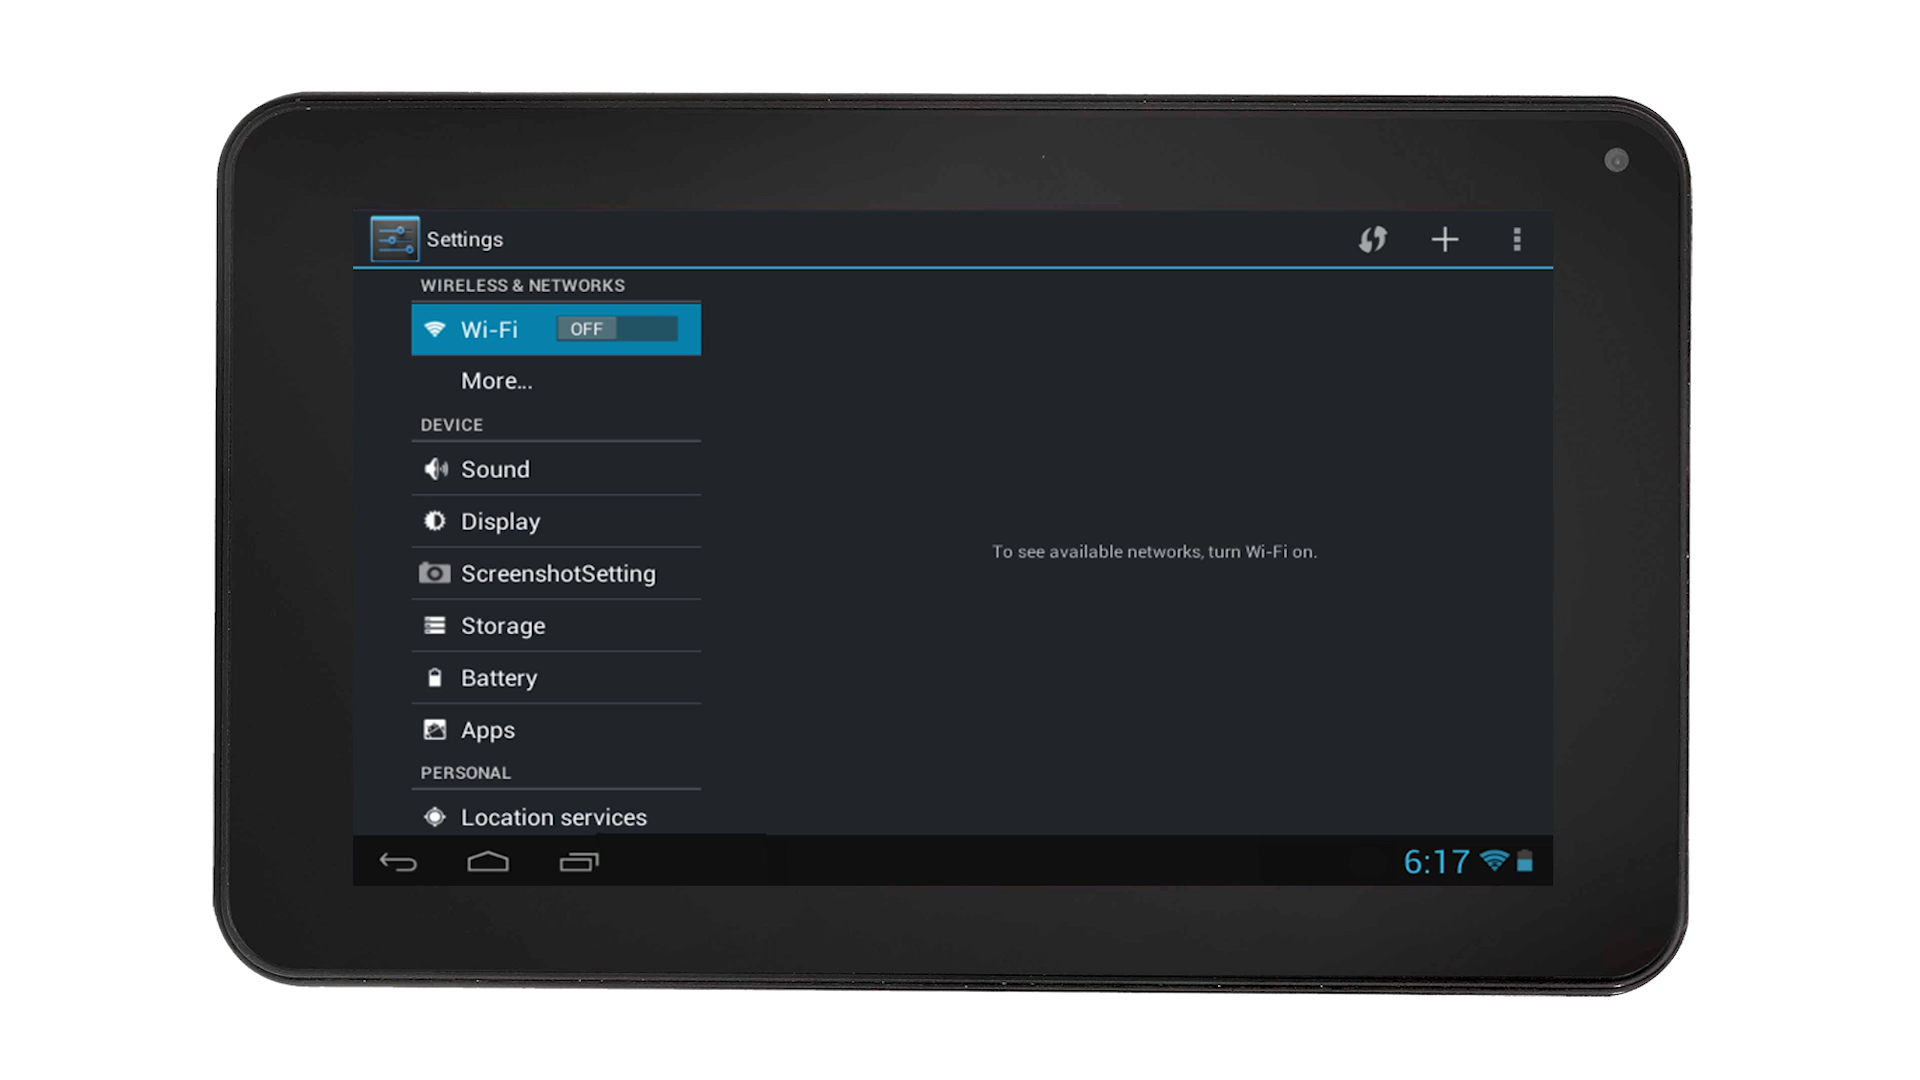 Settings
WIRELESS & NETWORKS
Wi-Fi OFF
More...
DEVICE
Sound
Display
ScreenshotSetting
Storage
Battery
Apps
PERSONAL
Location services
To see available networks, turn Wi-Fi on.
6:17